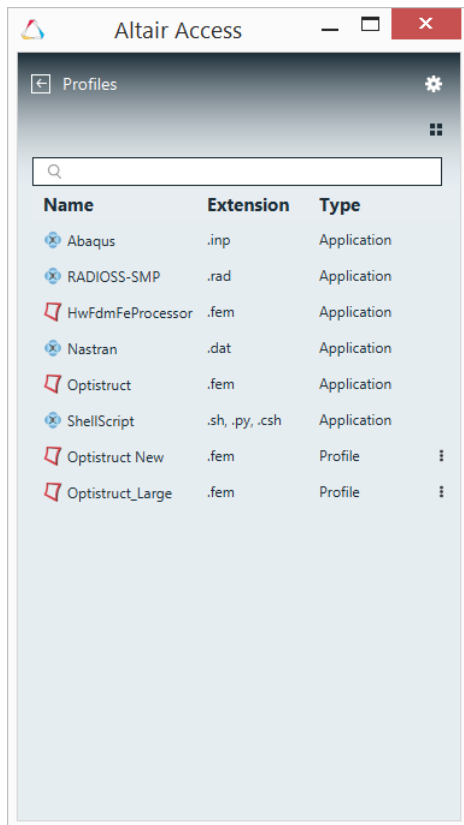 Altair Access
Profiles
Name Extension Type
Abaqus .inp Application
RADIOSS-SMP .rad Application
HwFdmFeProcessor .fem Application
Nastran .dat Application
Optistruct .fem Application
ShellScript .sh, .py, .csh Application
Optistruct New .fem Profile
Optistruct_Large .fem Profile